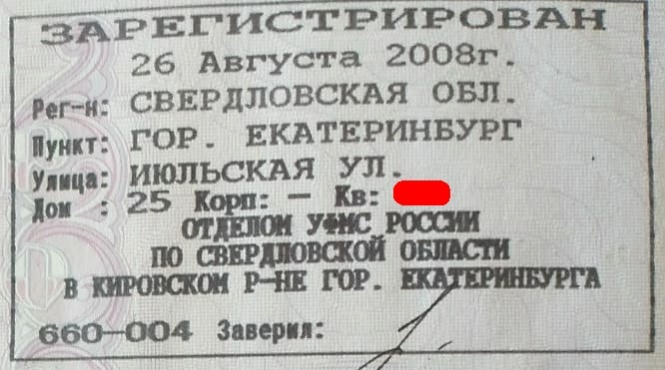 ЗАРЕГИСТРИРОВАН
26 Августа 2008г.
Рег-н: СВЕРДЛОВСКАЯ ОБЛ.
Пункт: ГОР. ЕКАТЕРИНБУРГ
Улица: ИЮЛЬСКАЯ УЛ.
Дом : 25 Корп: — Кв:
ОТДЕЛОМ УФМС РОССИИ
ПО СВЕРДЛОВСКОЙ ОБЛАСТИ
В КИРОВСКОМ Р-НЕ ГОР. ЕКАТЕРИНБУРГА
660-004 Заверил: